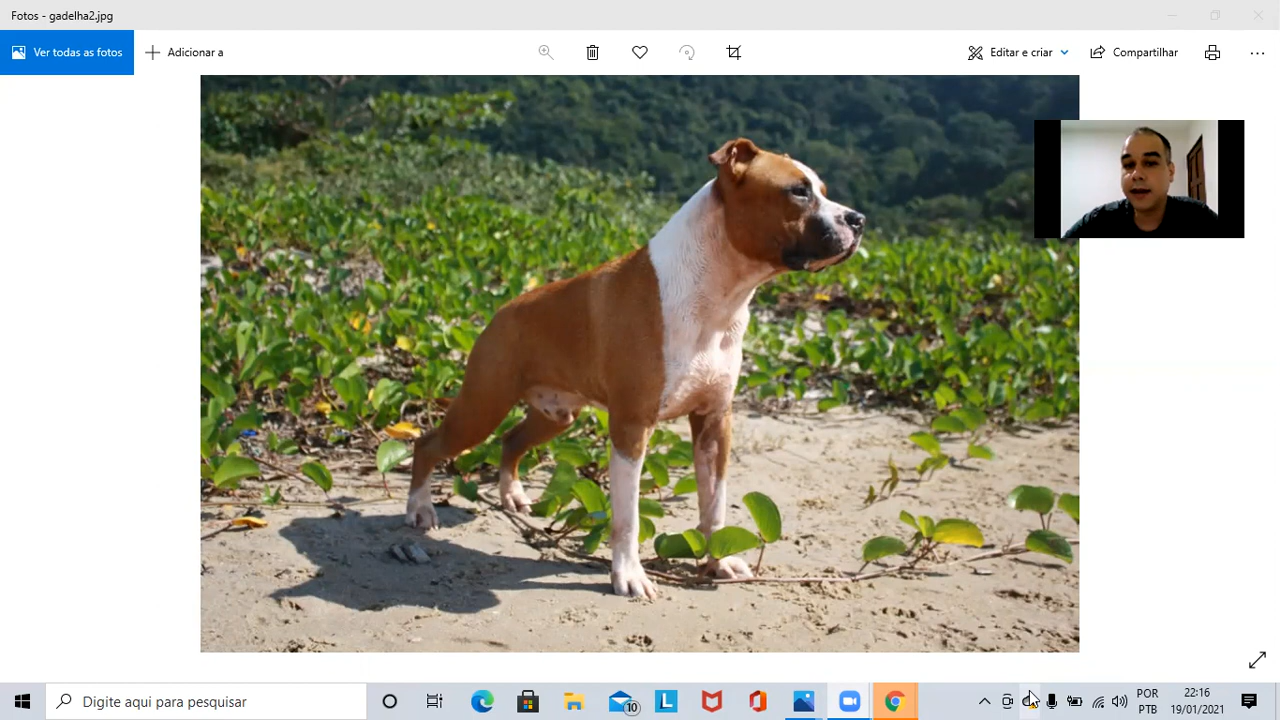 Fotos - gadelha2.jpg
Ver todas as fotos
Adicionar a
Editar e criar
Compartilhar
Digite aqui para pesquisar
L
10
POR
PTB
22:16
19/01/2021